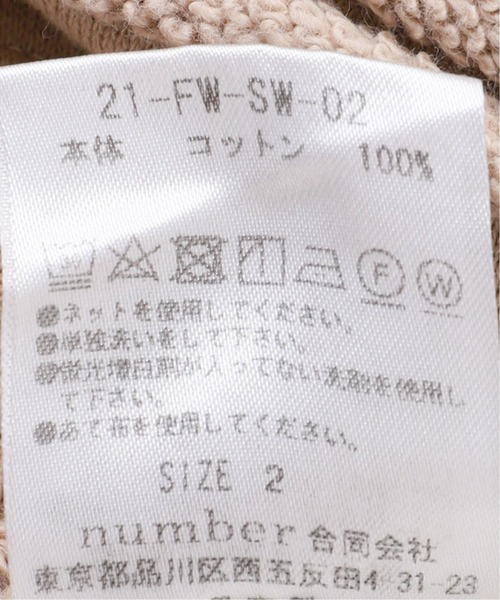 21-FW-SW-02
本体 コットン 100%
F W
●ネットを使用してください。
●単独洗いをして下さい。
●蛍光増白剤が入ってない洗剤を使用し
て下さい。
●あて布を使用してください。
SIZE 2
number 合同会社
東京都品川区西五反田4-31-23